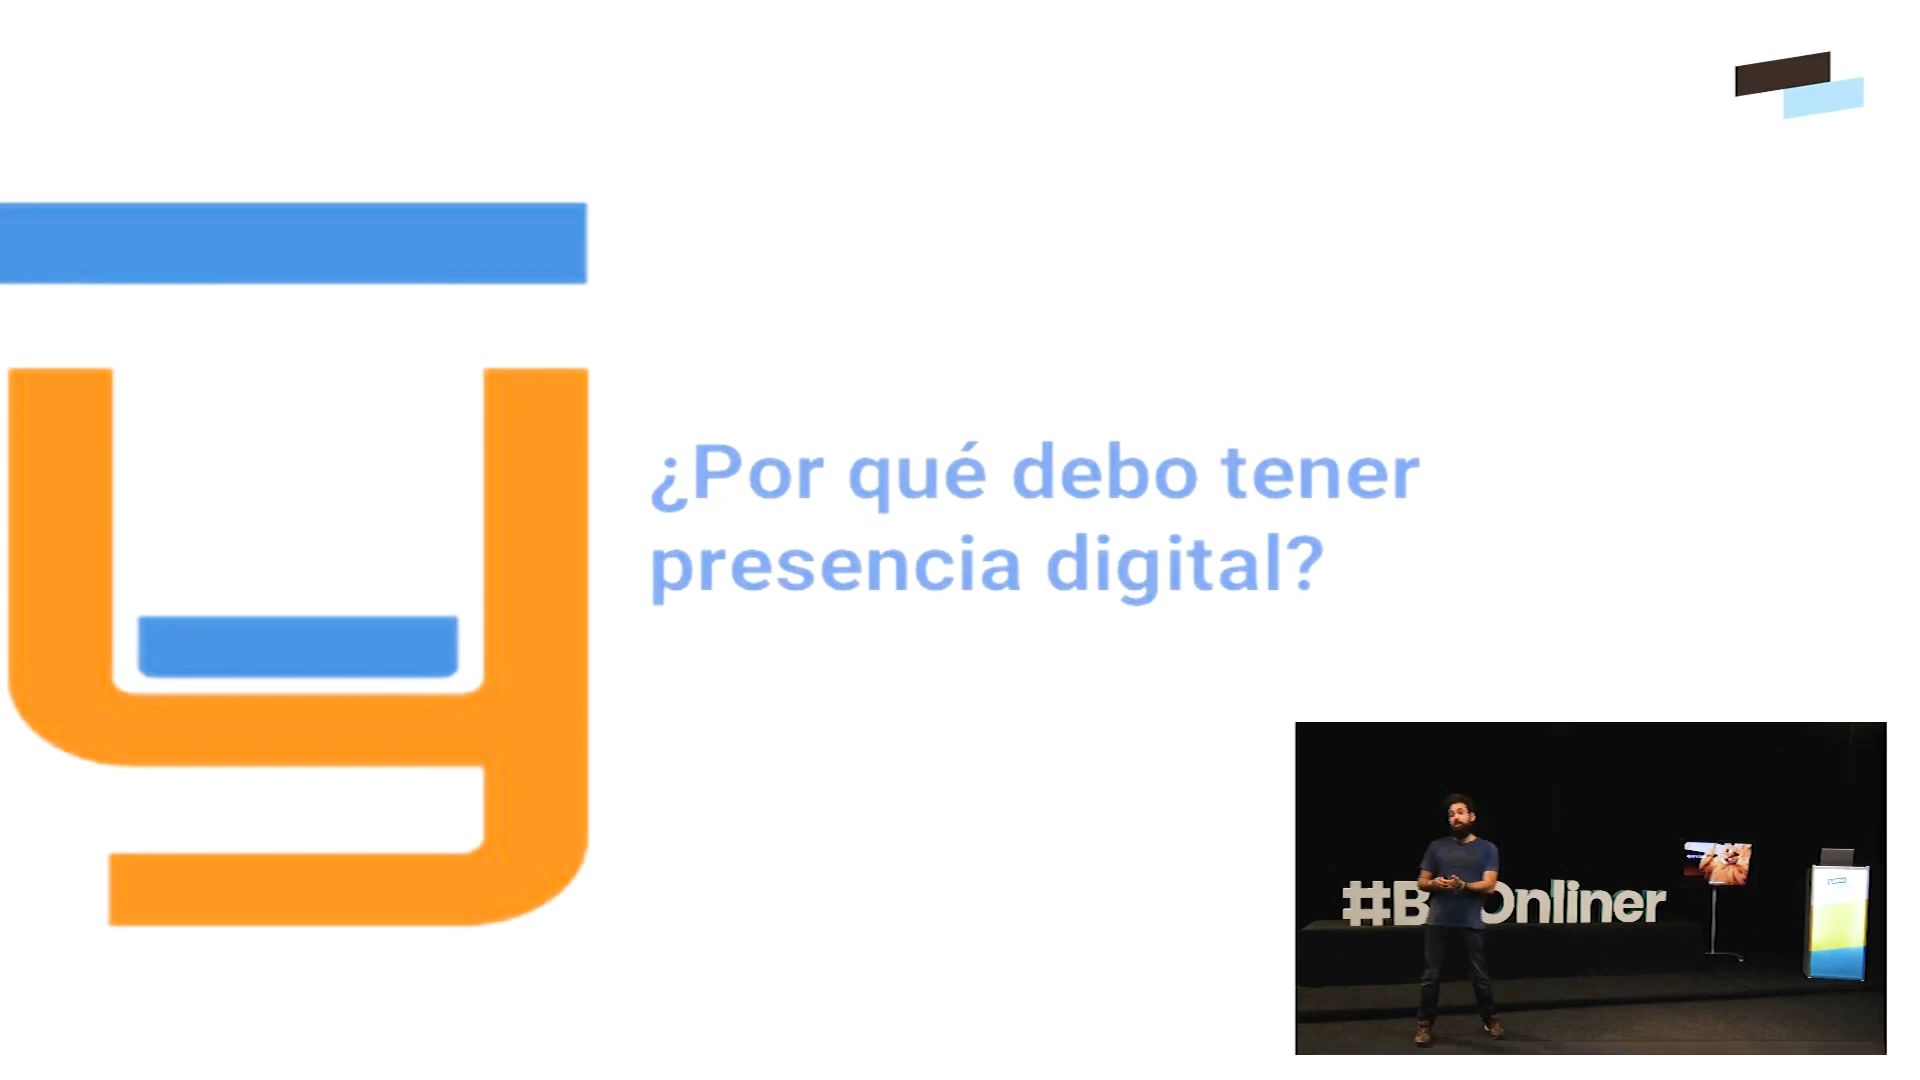 ¿Por qué debo tener
presencia digital?
#B Onliner